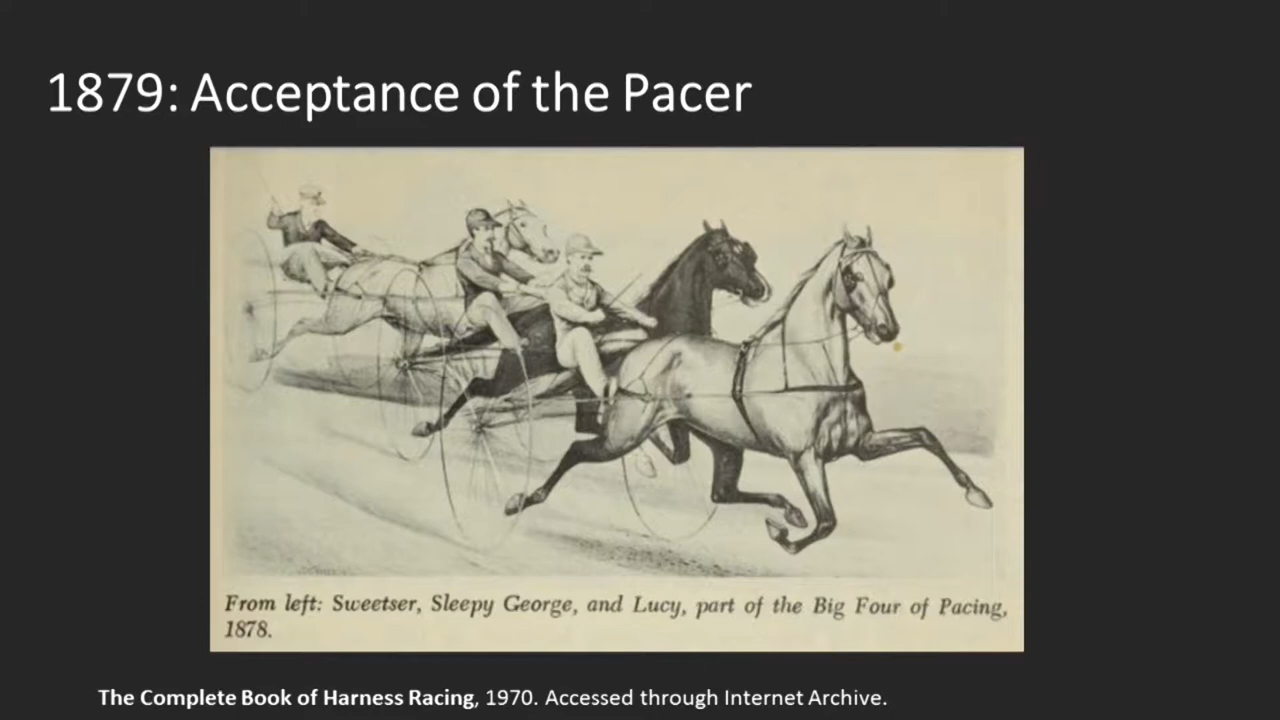 1879: Acceptance of the Pacer
From left: Sweetser, Sleepy George, and Lucy, part of the Big Four of Pacing,
1878.
The Complete Book of Harness Racing, 1970. Accessed through Internet Archive.